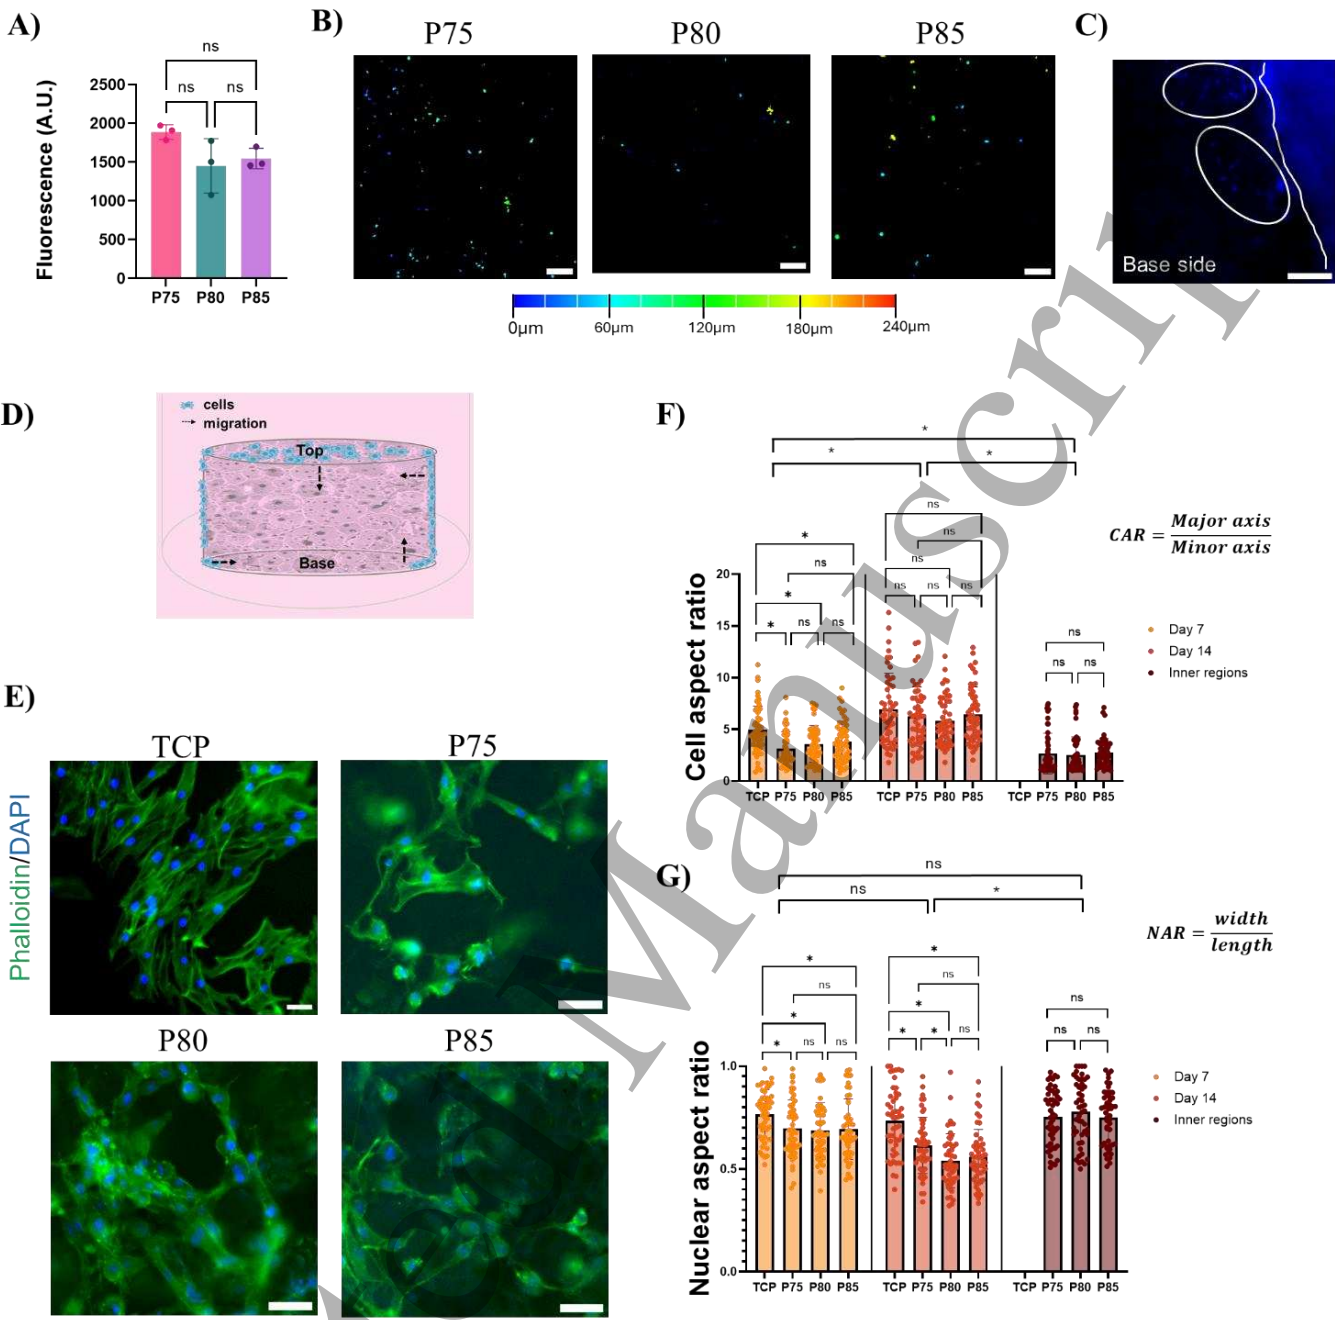 A)
ns
ns ns
Fluorescence (A.U.)
2500
2000
1500
1000
500
0
P75 P80 P85
B)
P75 P80 P85
0µm 60µm 120µm 180µm 240µm
C)
Base side
D)
cells
migration
Top
Base
E)
Phalloidin/DAPI
TCP P75
P80 P85
F)
*
* *
*
ns
*
* ns ns
ns
ns
ns
ns ns ns
ns
ns ns
Cell aspect ratio
20
15
10
5
0
TCP P75 P80 P85 TCP P75 P80 P85 TCP P75 P80 P85
CAR = Major axis
Minor axis
Day 7
Day 14
Inner regions
G)
ns
ns *
*
ns
*
* ns ns
*
ns
*
* * ns
ns
ns ns
Nuclear aspect ratio
1.0
0.5
0.0
TCP P75 P80 P85 TCP P75 P80 P85 TCP P75 P80 P85
NAR = width
length
Day 7
Day 14
Inner regions
Manuscrip